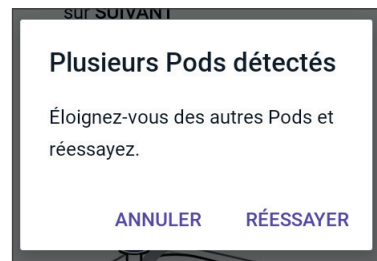 sur SUIVANT
Plusieurs Pods détectés
Éloignez-vous des autres Pods et
réessayez.
ANNULER RÉESSAYER